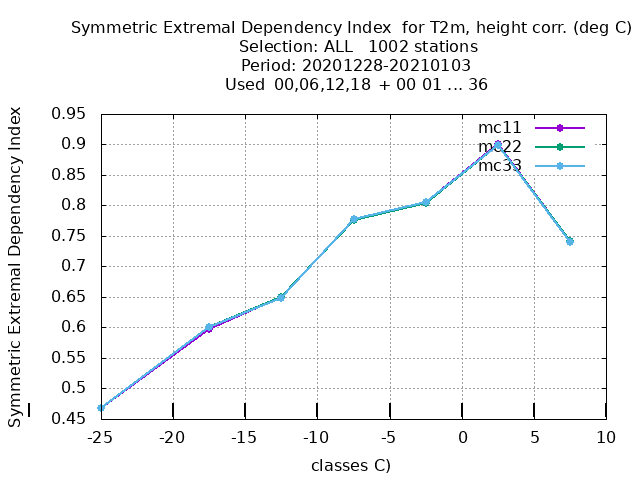 Symmetric Extremal Dependency Index for T2m, height corr. (deg C)
Selection: ALL 1002 stations
Period: 20201228-20210103
Used 00,06,12,18 + 00 01 ... 36
Symmetric Extremal Dependency Index
0.95
0.9
0.85
0.8
0.75
0.7
0.65
0.6
0.55
0.5
0.45
mc11
mc22
mc33
-25 -20 -15 -10 -5 0 5 10
classes C)